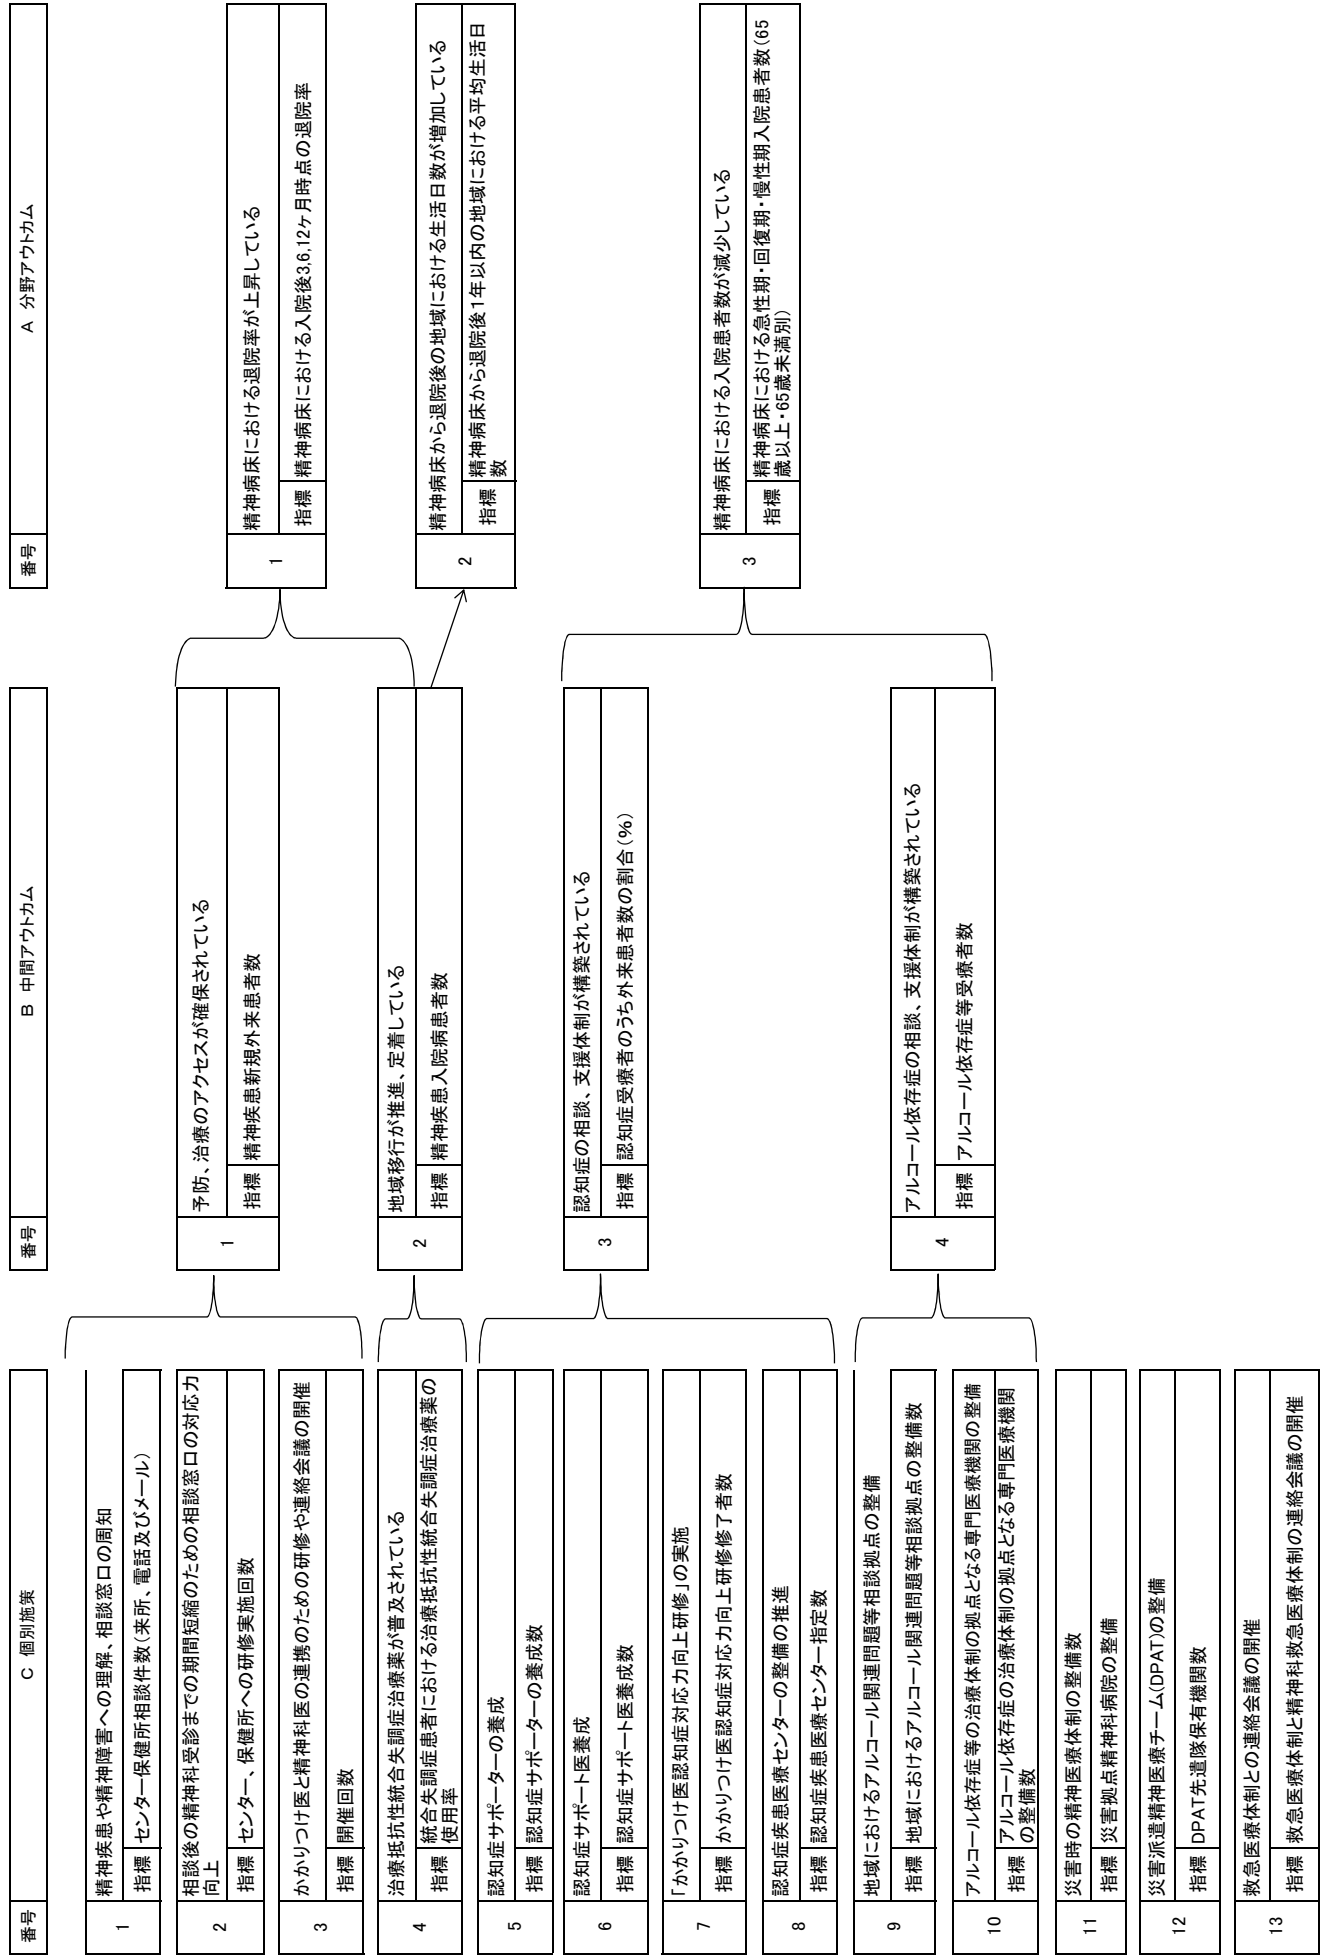 番号
C 個別施策
1
精神疾患や精神障害への理解、相談窓口の周知
指標
センター保健所相談件数(来所、電話及びメール)
2
相談後の精神科受診までの期間短縮のための相談窓口の対応力
向上
指標
センター、保健所への研修実施回数
3
かかりつけ医と精神科医の連携のための研修や連絡会議の開催
指標
開催回数
4
治療抵抗性統合失調症治療薬が普及されている
指標
統合失調症患者における治療抵抗性統合失調症治療薬の
使用率
5
認知症サポーターの養成
指標
認知症サポーターの養成数
6
認知症サポート医養成
指標
認知症サポート医養成数
7
「かかりつけ医認知症対応力向上研修」の実施
指標
かかりつけ医認知症対応力向上研修修了者数
8
認知症疾患医療センターの整備の推進
指標
認知症疾患医療センター指定数
9
地域におけるアルコール関連問題等相談拠点の整備
指標
地域におけるアルコール関連問題等相談拠点の整備数
10
アルコール依存症等の治療体制の拠点となる専門医療機関の整備
指標
アルコール依存症の治療体制の拠点となる専門医療機関
の整備数
11
災害時の精神医療体制の整備数
指標
災害拠点精神科病院の整備
12
災害派遣精神医療チーム(DPAT)の整備
指標
DPAT先遣隊保有機関数
13
救急医療体制との連絡会議の開催
指標
救急医療体制と精神科救急医療体制の連絡会議の開催
番号
B 中間アウトカム
1
予防、治療のアクセスが確保されている
指標
精神疾患新規外来患者数
2
地域移行が推進、定着している
指標
精神疾患入院病患者数
3
認知症の相談、支援体制が構築されている
指標
認知症受療者のうち外来患者数の割合(%)
4
アルコール依存症の相談、支援体制が構築されている
指標
アルコール依存症等受療者数
番号
A 分野アウトカム
1
精神病床における退院率が上昇している
指標
精神病床における入院後3,6,12ヶ月時点の退院率
2
精神病床から退院後の地域における生活日数が増加している
指標
精神病床から退院後1年以内の地域における平均生活日
数
3
精神病床における入院患者数が減少している
指標
精神病床における急性期・回復期・慢性期入院患者数(65
歳以上・65歳未満別)